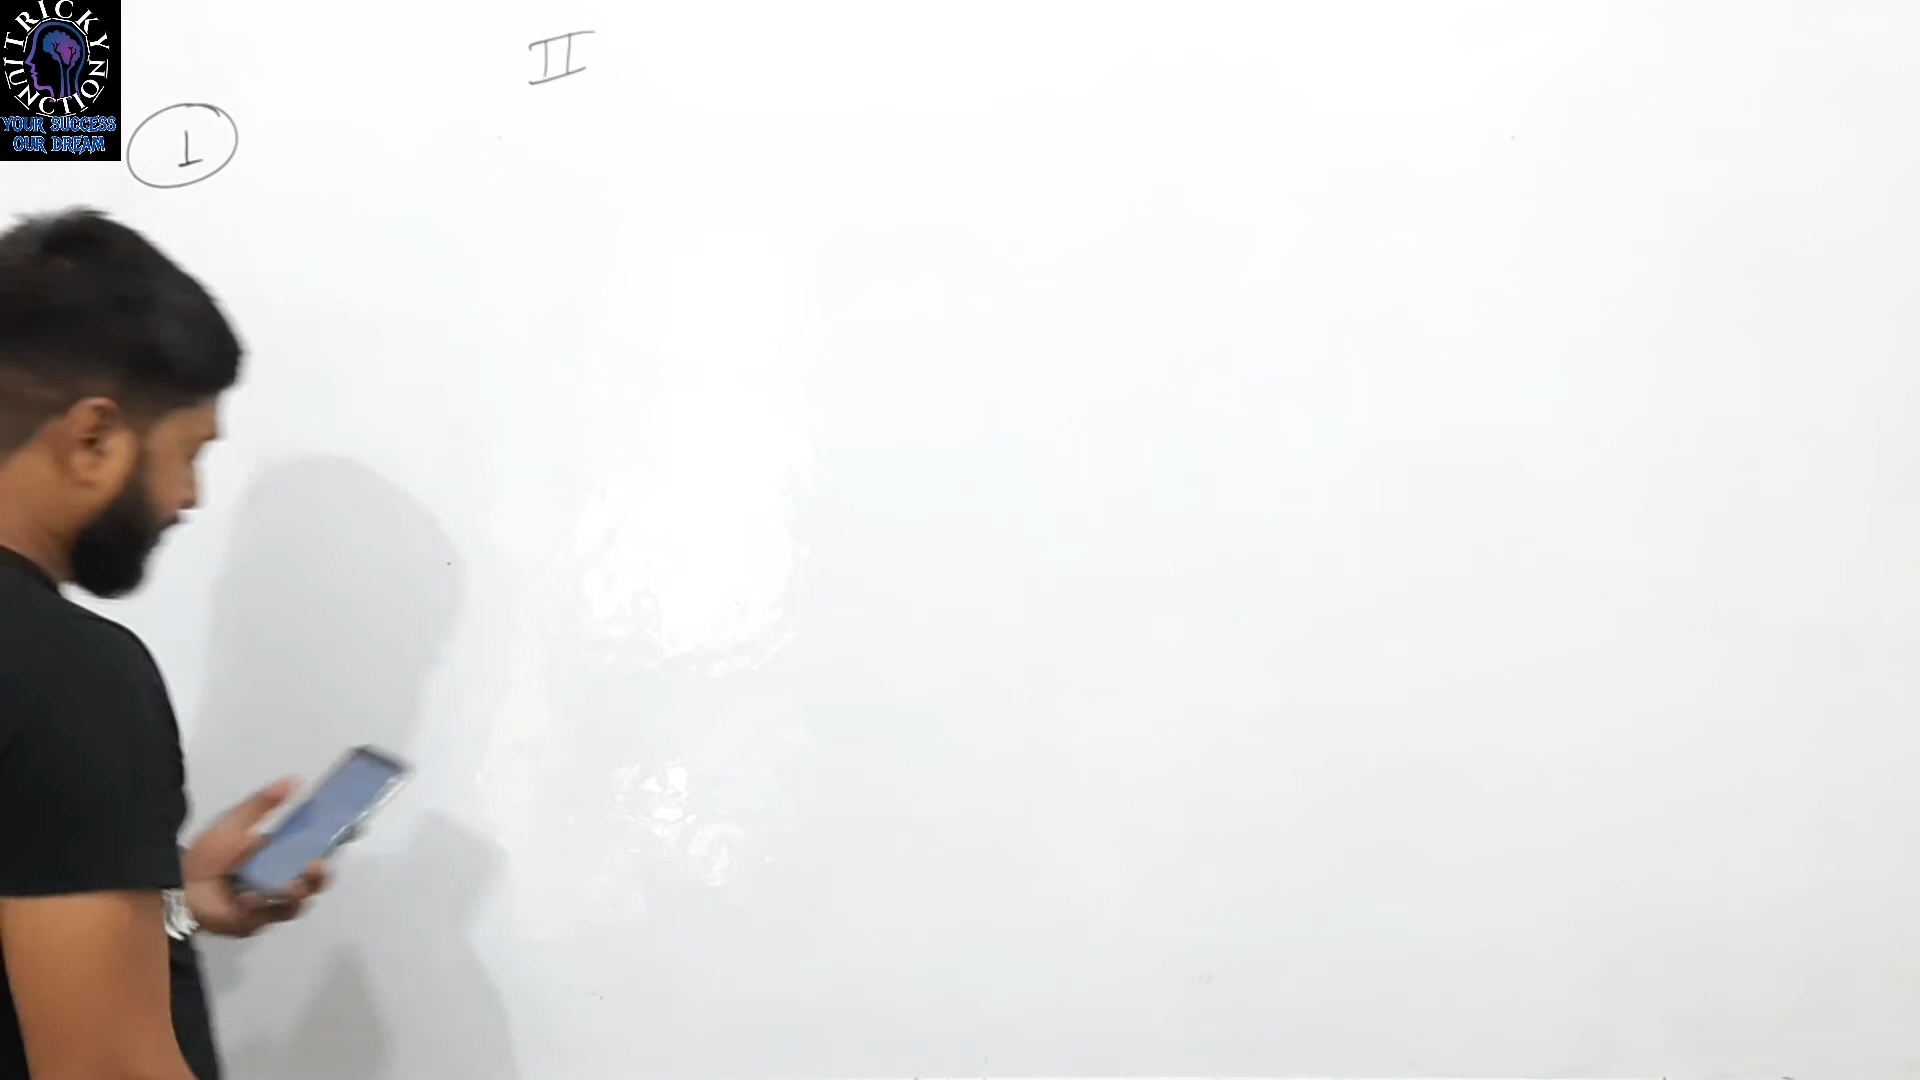 TRICKY
JUNCTION
YOUR SUCCESS
OUR DREAM
II
1